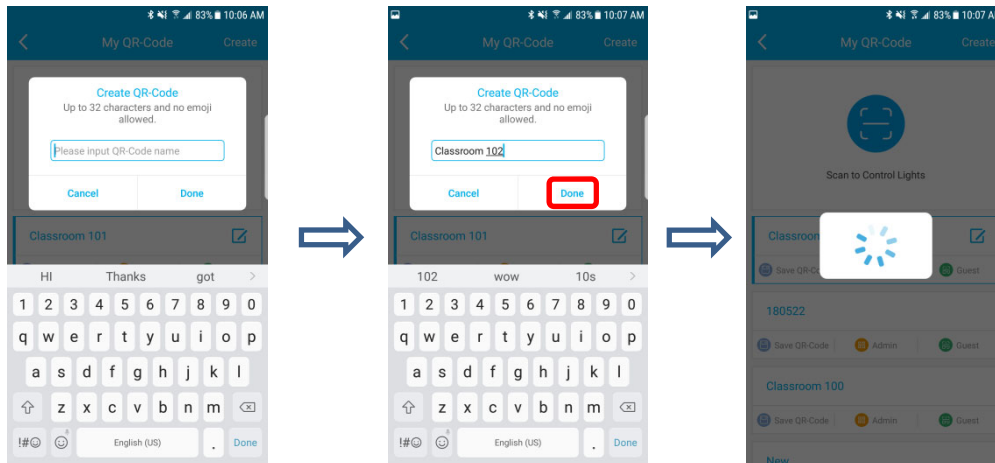 83% 10:06 AM
My QR-Code Create
Create QR-Code
Up to 32 characters and no emoji
allowed.
Please input QR-Code name
Cancel Done
Classroom 101
HI Thanks got
1 2 3 4 5 6 7 8 9 0
q w e r t y u i o p
a s d f g h j k l
z x c v b n m
!#☺ English (US) . Done
83% 10:07 AM
My QR-Code Create
Create QR-Code
Up to 32 characters and no emoji
allowed.
Classroom 102
Cancel Done
Classroom 101
102 wow 10s
1 2 3 4 5 6 7 8 9 0
q w e r t y u i o p
a s d f g h j k l
z x c v b n m
!#☺ English (US) . Done
83% 10:07 A
My QR-Code Create
Scan to Control Lights
Classroom
Save QR-Co Guest
180522
Save QR-Code Admin Guest
Classroom 100
Save QR-Code Admin Guest
New